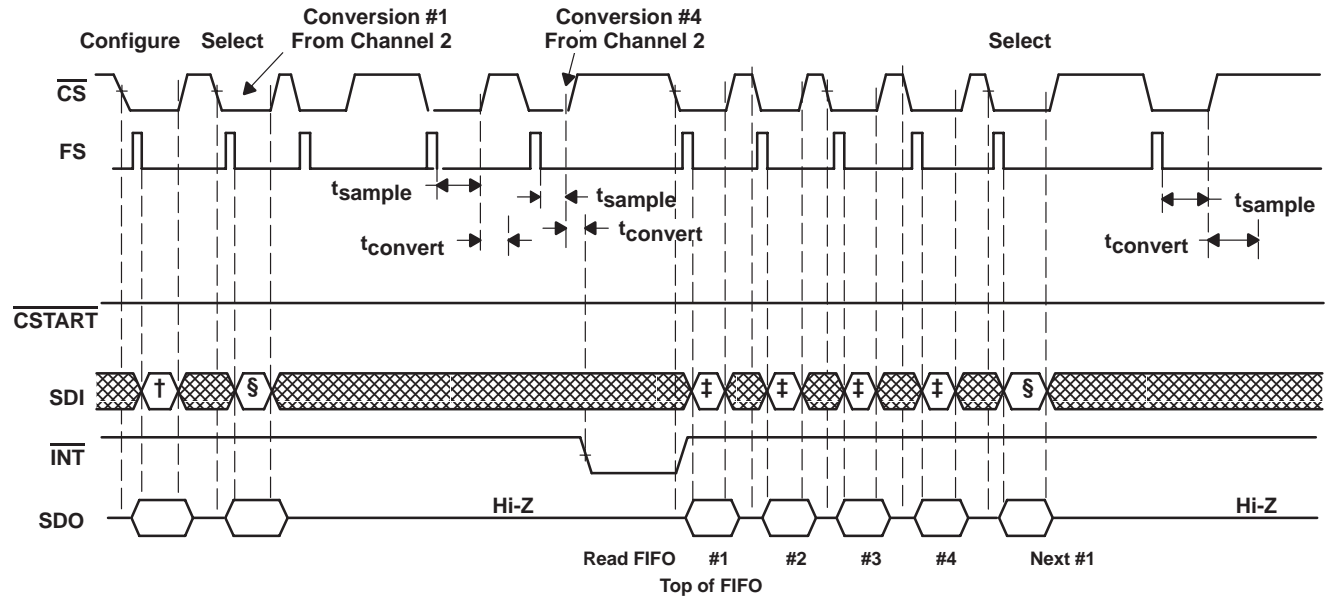 Conversion #1
From Channel 2
Conversion #4
From Channel 2
Configure
Select
Select
CS
FS
tsample
tsample
tsample
tconvert
tconvert
tconvert
CSTART
SDI
†
§
‡
‡
‡
‡
§
INT
Hi-Z
Hi-Z
SDO
Read FIFO
#1
#2
#3
#4
Next #1
Top of FIFO